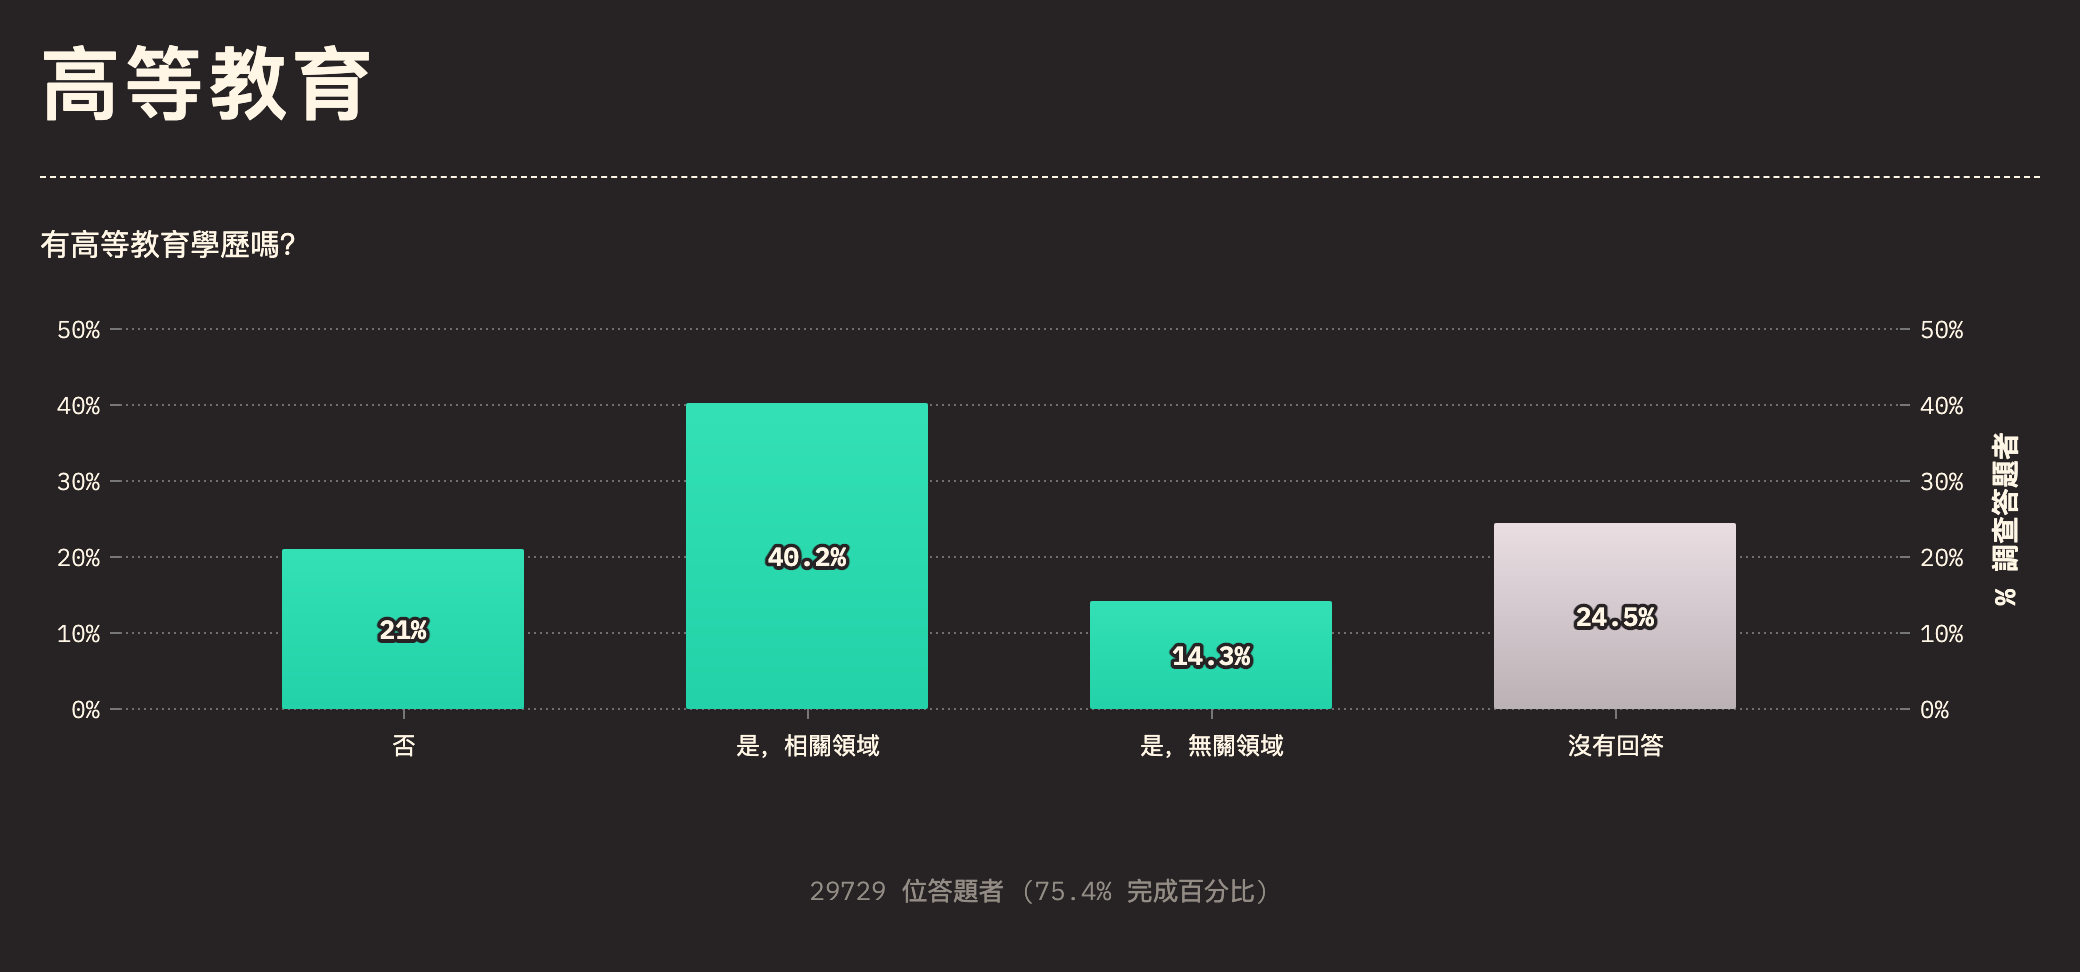 高等教育
有高等教育學歷嗎?
50%
40%
30%
20%
10%
0%
50%
40%
30%
20%
10%
0%
% 調查答題者
21%
40.2%
14.3%
24.5%
否
是，相關領域
是，無關領域
沒有回答
29729 位答題者 (75.4% 完成百分比)